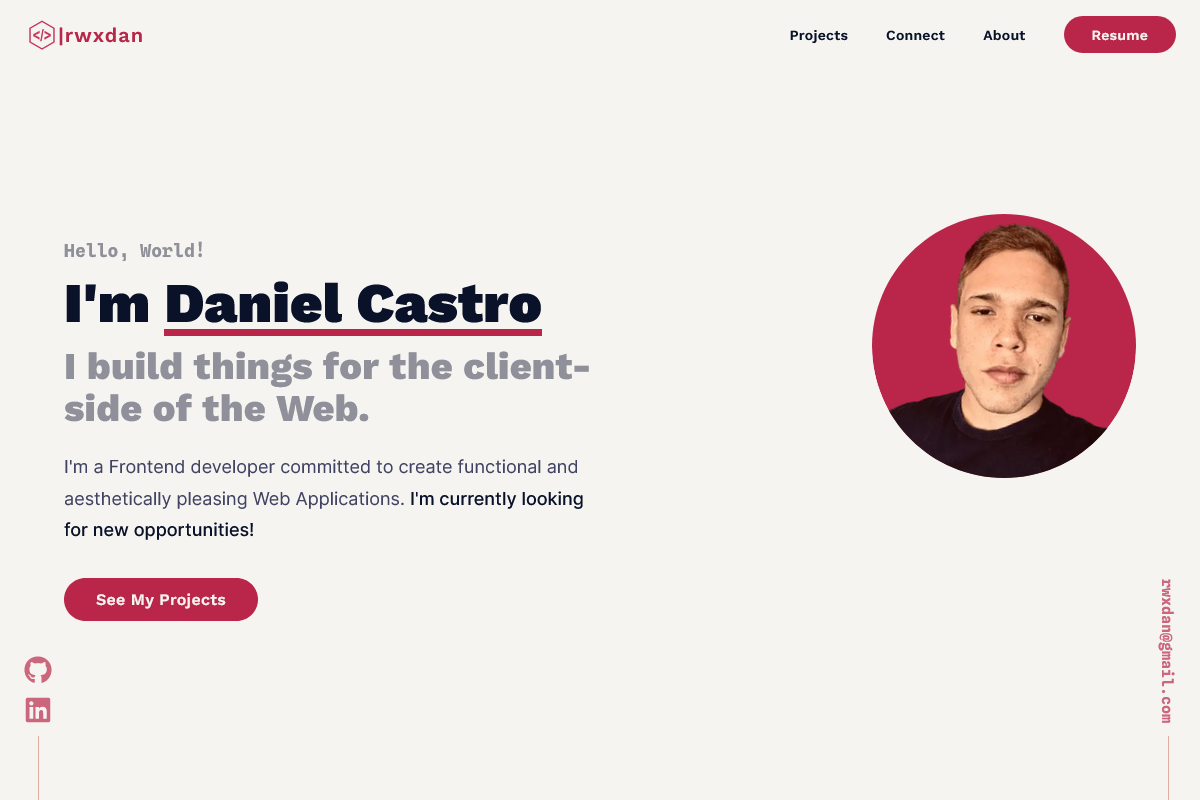 </>|rwxdan
Projects
Connect
About
Resume
Hello, World!
I'm Daniel Castro
I build things for the client-
side of the Web.
I'm a Frontend developer committed to create functional and
aesthetically pleasing Web Applications. I'm currently looking
for new opportunities!
See My Projects
in
rwxdan@gmail.com